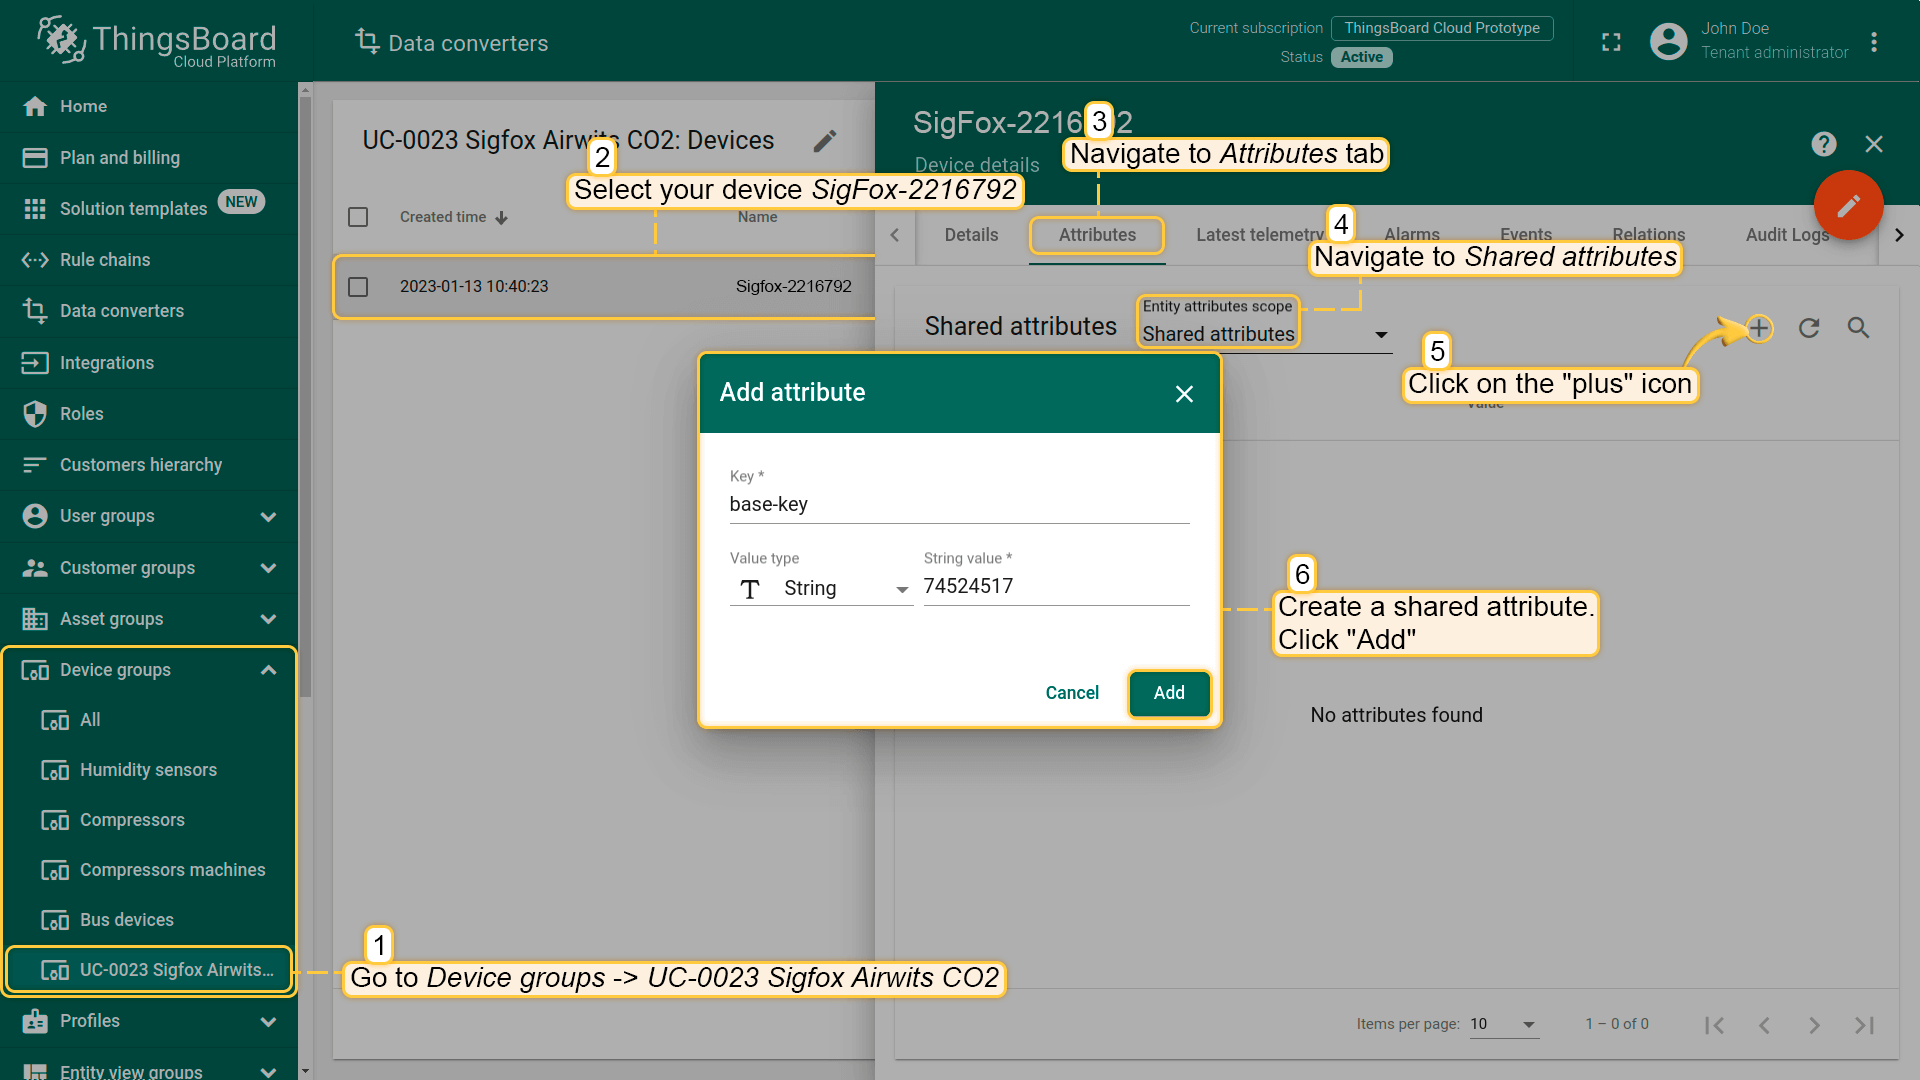 ThingsBoard
Cloud Platform
Data converters
Current subscription
ThingsBoard Cloud Prototype
Status
Active
John Doe
Tenant administrator
Home
Plan and billing
Solution templates
NEW
Rule chains
Data converters
Integrations
Roles
Customers hierarchy
User groups
Customer groups
Asset groups
Device groups
All
Humidity sensors
Compressors
Compressors machines
Bus devices
UC-0023 Sigfox Airwits...
Profiles
Entity view groups
UC-0023 Sigfox Airwits CO2: Devices
2
Select your device SigFox-2216792
Created time
Name
2023-01-13 10:40:23
Sigfox-2216792
SigFox-2216792
Device details
3
Navigate to Attributes tab
Details
Attributes
Latest telemetry
Alarms
Events
Relations
Audit Logs
4
Navigate to Shared attributes
Shared attributes
Entity attributes scope
Shared attributes
5
Click on the "plus" icon
Value
Add attribute
Key *
base-key
Value type
String
String value *
74524517
Cancel
Add
6
Create a shared attribute.
Click "Add"
No attributes found
1
Go to Device groups -> UC-0023 Sigfox Airwits CO2
Items per page:
10
1 – 0 of 0